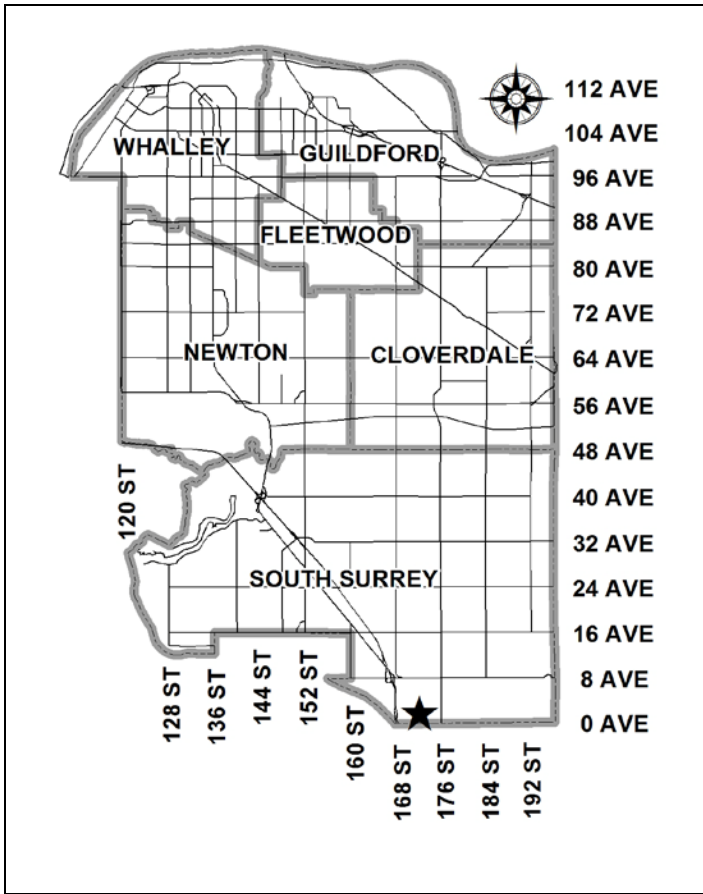 112 AVE
104 AVE
WHALLEY
GUILDFORD
96 AVE
88 AVE
FLEETWOOD
80 AVE
72 AVE
NEWTON
CLOVERDALE
64 AVE
56 AVE
48 AVE
120 ST
40 AVE
32 AVE
SOUTH SURREY
24 AVE
16 AVE
8 AVE
0 AVE
128 ST
136 ST
144 ST
152 ST
160 ST
168 ST
176 ST
184 ST
192 ST